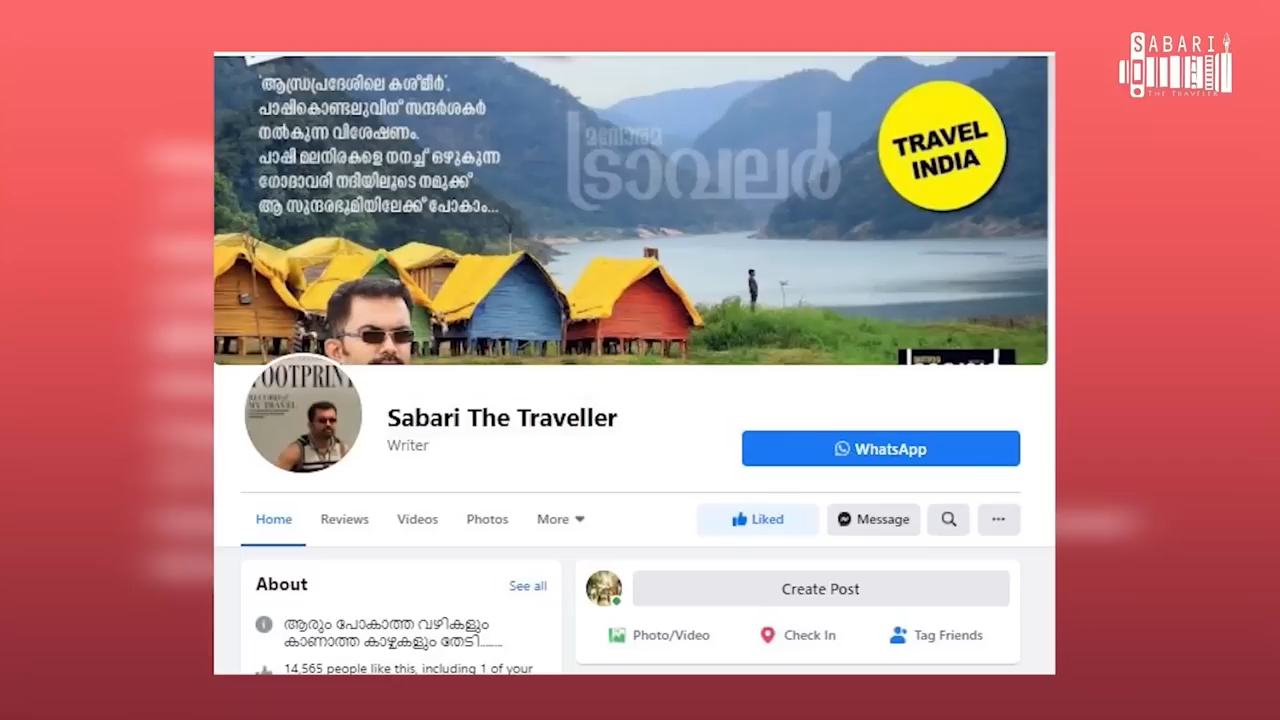 SABARI
THE TRAVELER
'ആന്ധ്രപ്രദേശിലെ കശ്മീർ'.
പാപ്പികൊണ്ടലുവിന് സന്ദർശകർ
നൽകുന്ന വിശേഷണം.
പാപ്പി മലനിരകളെ നനച്ച് ഒഴുകുന്ന
ഗോദാവരി നദിയിലൂടെ നമുക്ക്
ആ സുന്ദരഭൂമിയിലേക്ക് പോകാം...
മനോരമ
ട്രാവലർ
TRAVEL
INDIA
FOOTPRINT
MY TRAVEL
Sabari The Traveller
Writer
WhatsApp
Home Reviews Videos Photos More Liked Message
About See all
Create Post
ആരും പോകാത്ത വഴികളും
കാണാത്ത കാഴ്ചകളും തേടി........
Photo/Video Check In Tag Friends
14,565 people like this, including 1 of your